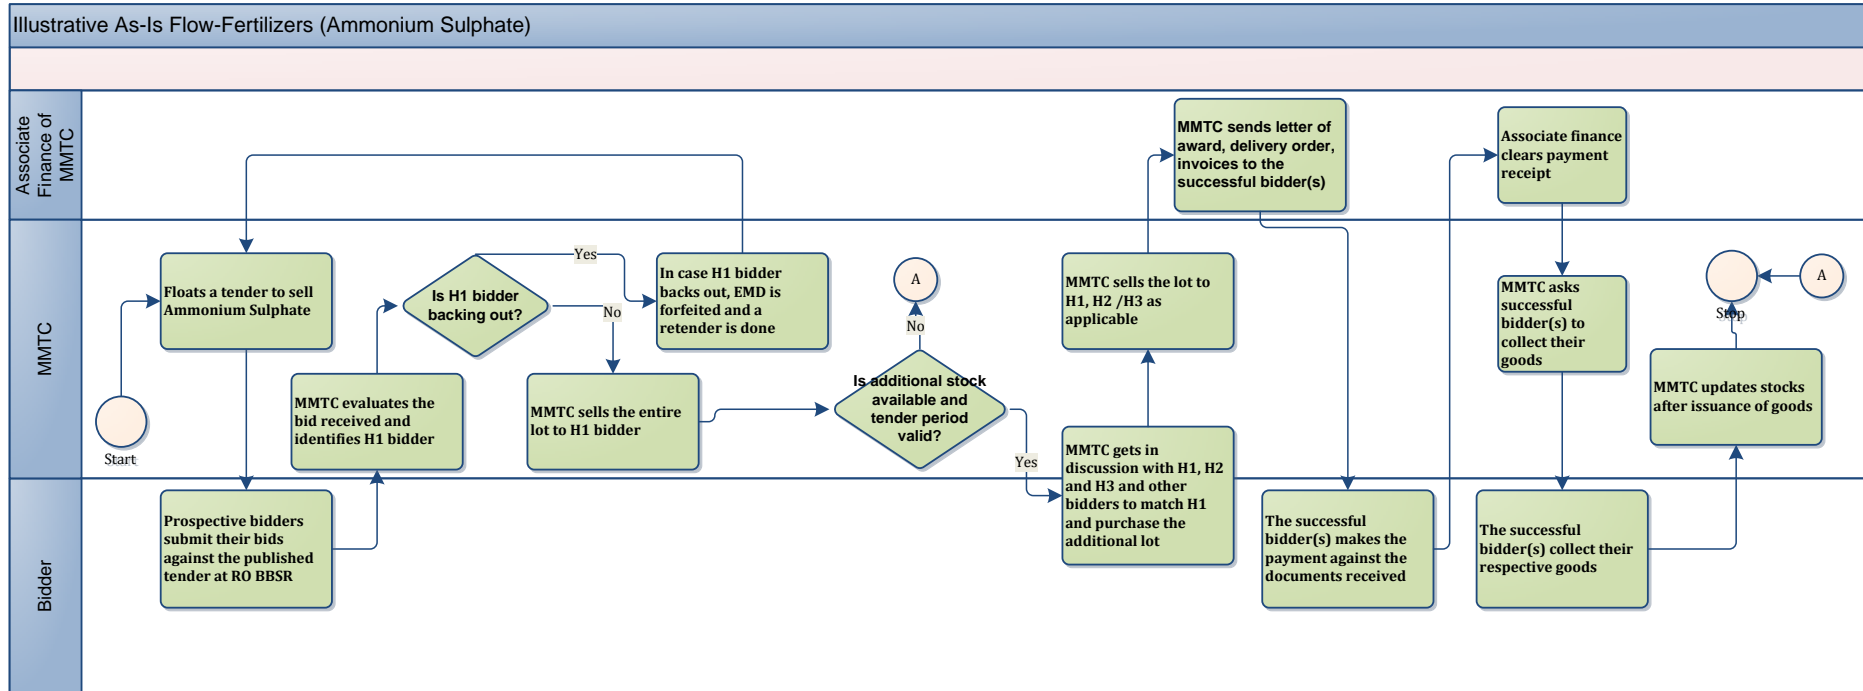 Illustrative As-Is Flow-Fertilizers (Ammonium Sulphate)
Associate
Finance of
MMTC
MMTC sends letter of
award, delivery order,
invoices to the
successful bidder(s)
Associate finance
clears payment
receipt
MMTC
Start
Floats a tender to sell
Ammonium Sulphate
MMTC evaluates the
bid received and
identifies H1 bidder
Is H1 bidder
backing out?
Yes
No
In case H1 bidder
backs out, EMD is
forfeited and a
retender is done
MMTC sells the entire
lot to H1 bidder
A
No
Is additional stock
available and
tender period
valid?
Yes
MMTC sells the lot to
H1, H2 /H3 as
applicable
MMTC gets in
discussion with H1, H2
and H3 and other
bidders to match H1
and purchase the
additional lot
MMTC asks
successful
bidder(s) to
collect their
goods
Stop
A
MMTC updates stocks
after issuance of goods
Bidder
Prospective bidders
submit their bids
against the published
tender at RO BBSR
The successful
bidder(s) makes the
payment against the
documents received
The successful
bidder(s) collect their
respective goods